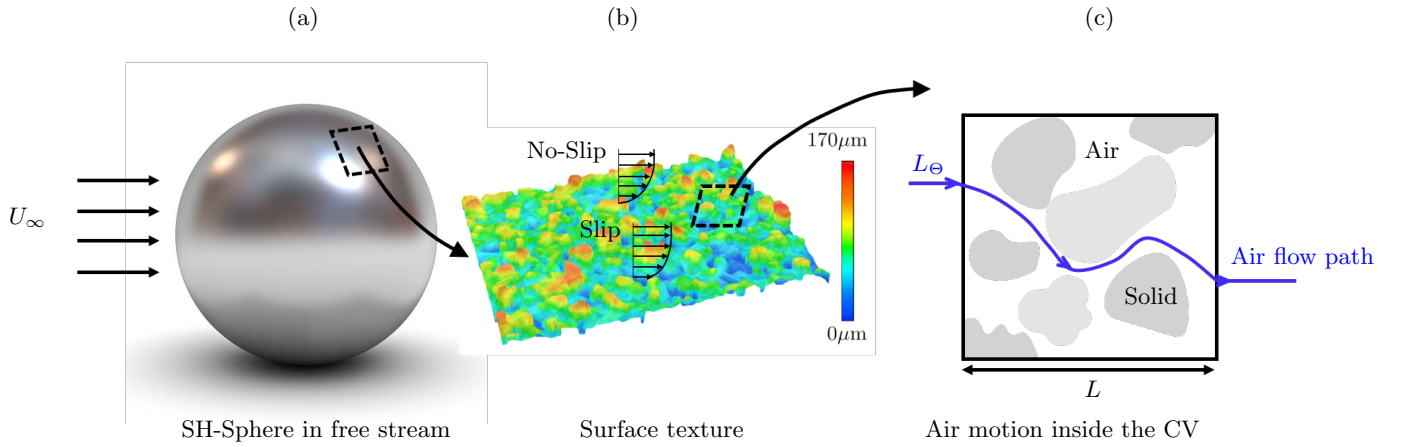 (a)
(b)
(c)
U∞
No-Slip
Slip
170μm
0μm
Air
Solid
L_Θ
Air flow path
L
SH-Sphere in free stream
Surface texture
Air motion inside the CV